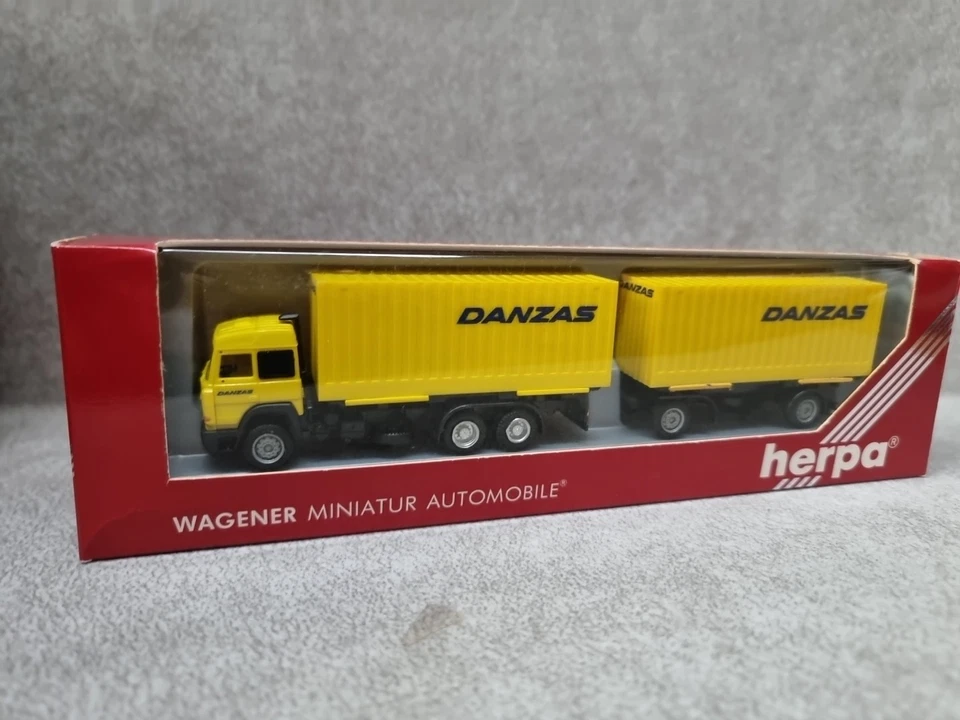 DANZAS
DANZAS
DANZAS
DANZAS
herpa®
WAGENER MINIATUR AUTOMOBILE®